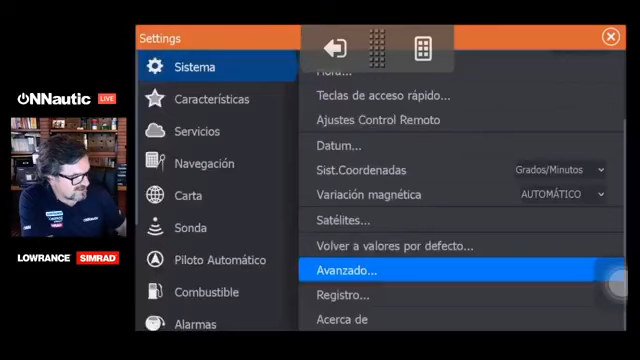 Settings
Sistema
Características
Servicios
Navegación
Carta
Sonda
Piloto Automático
Combustible
Alarmas
Hora...
Teclas de acceso rápido...
Ajustes Control Remoto
Datum...
Sist.Coordenadas Grados/Minutos
Variación magnética AUTOMÁTICO
Satélites...
Volver a valores por defecto...
Avanzado...
Registro...
Acerca de
ONNautic LIVE
LOWRANCE SIMRAD